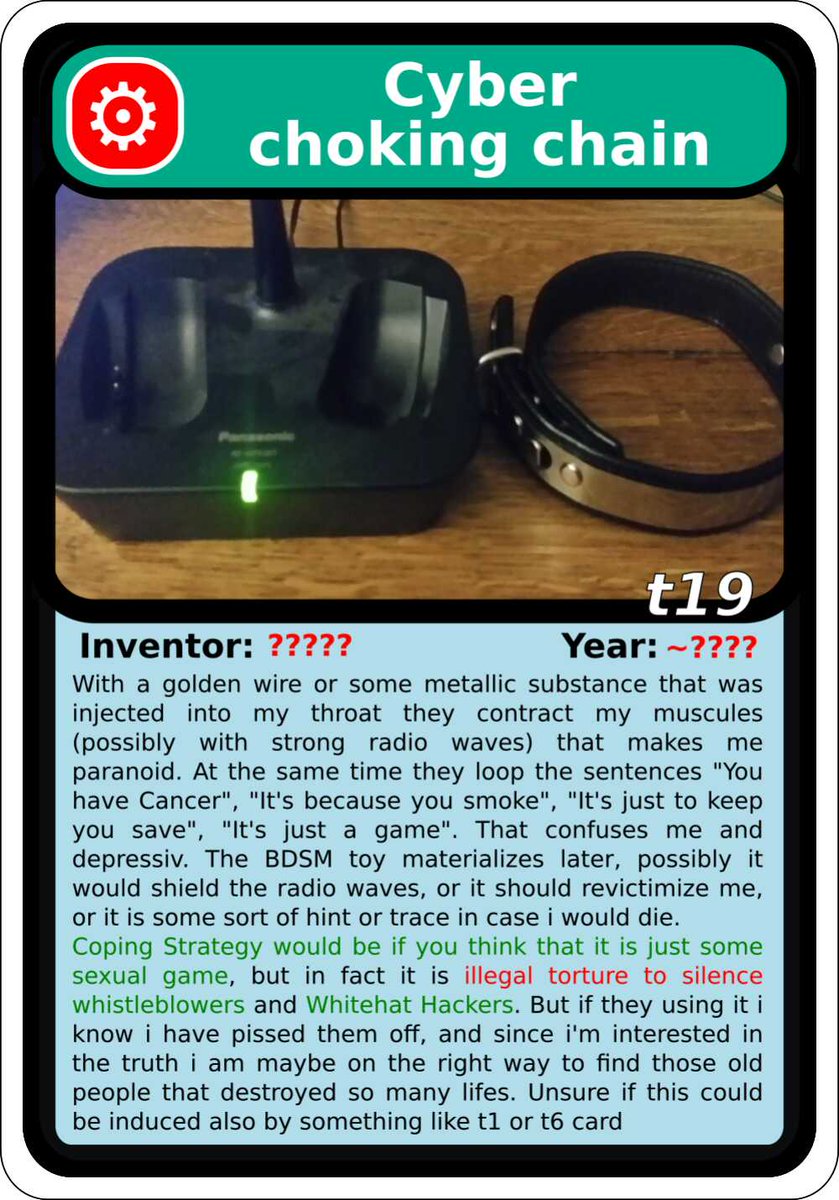 Cyber
choking chain
Panasonic
t19
Inventor: ?????
Year: ~????
With a golden wire or some metallic substance that was
injected into my throat they contract my muscules
(possibly with strong radio waves) that makes me
paranoid. At the same time they loop the sentences "You
have Cancer", "It's because you smoke", "It's just to keep
you save", "It's just a game". That confuses me and
depressiv. The BDSM toy materializes later, possibly it
would shield the radio waves, or it should revictimize me,
or it is some sort of hint or trace in case i would die.
Coping Strategy would be if you think that it is just some
sexual game, but in fact it is illegal torture to silence
whistleblowers and Whitehat Hackers. But if they using it i
know i have pissed them off, and since i'm interested in
the truth i am maybe on the right way to find those old
people that destroyed so many lifes. Unsure if this could
be induced also by something like t1 or t6 card